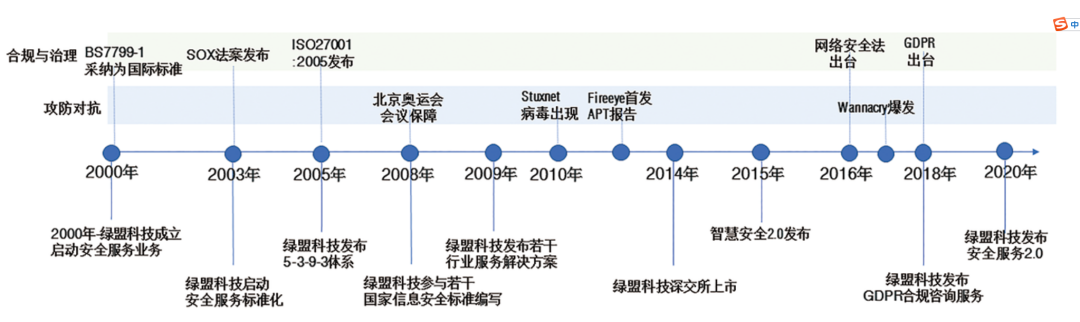 中
合规与治理
BS7799-1
采纳为国际标准
SOX法案发布
ISO27001
:2005发布
网络安全法
出台
GDPR
出台
攻防对抗
北京奥运会
会议保障
Stuxnet
病毒出现
Fireeye首发
APT报告
Wannacry爆发
2000年
2003年
2005年
2008年
2009年
2010年
2014年
2015年
2016年
2018年
2020年
2000年-绿盟科技成立
启动安全服务业务
绿盟科技启动
安全服务标准化
绿盟科技发布
5-3-9-3体系
绿盟科技参与若干
国家信息安全标准编写
绿盟科技发布若干
行业服务解决方案
绿盟科技深交所上市
智慧安全2.0发布
绿盟科技发布
GDPR合规咨询服务
绿盟科技发布
安全服务2.0